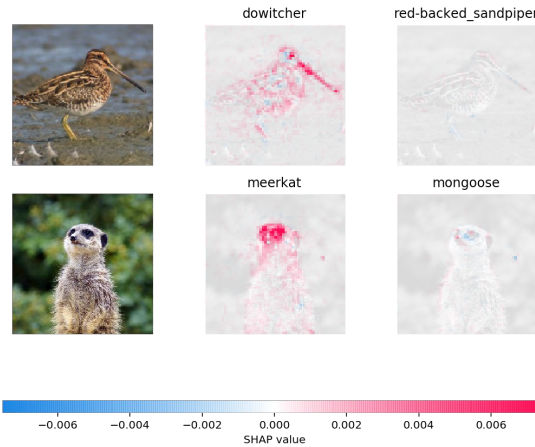 dowitcher
red-backed_sandpiper
meerkat
mongoose
−0.006 −0.004 −0.002 0.000 0.002 0.004 0.006
SHAP value